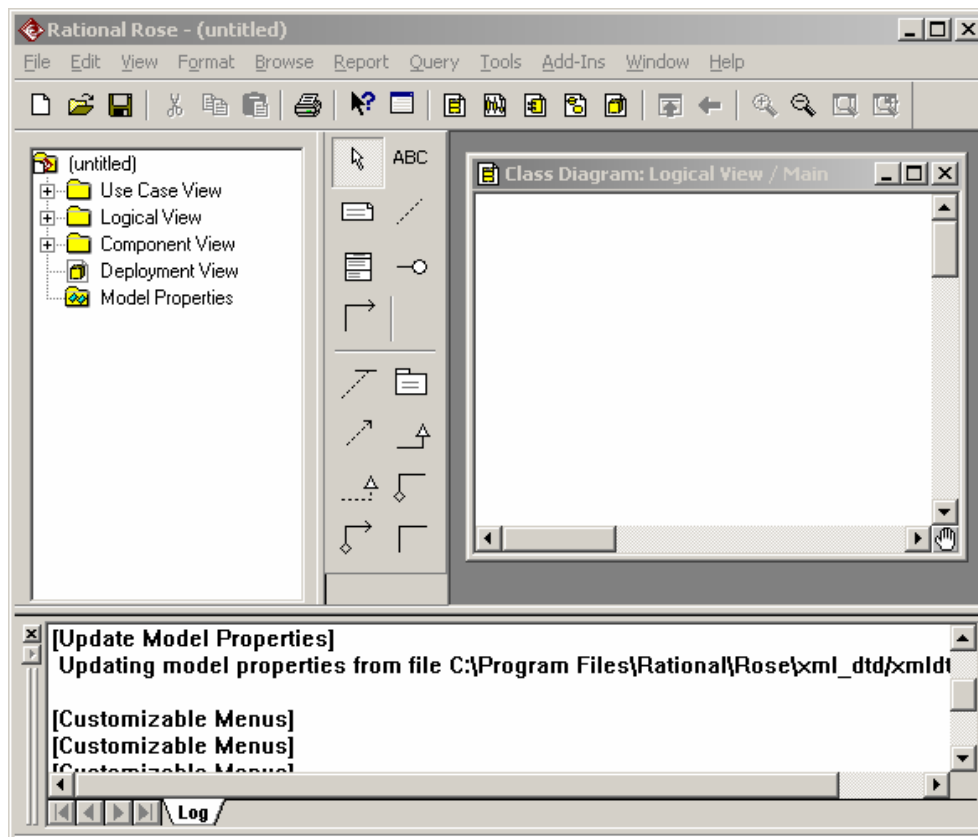 Rational Rose - (untitled)
File Edit View Format Browse Report Query Tools Add-Ins Window Help
(untitled)
Use Case View
Logical View
Component View
Deployment View
Model Properties
ABC
Class Diagram: Logical View / Main
[Update Model Properties]
Updating model properties from file C:\Program Files\Rational\Rose\xml_dtd/xmldt
[Customizable Menus]
[Customizable Menus]
[Customizable Menus]
Log